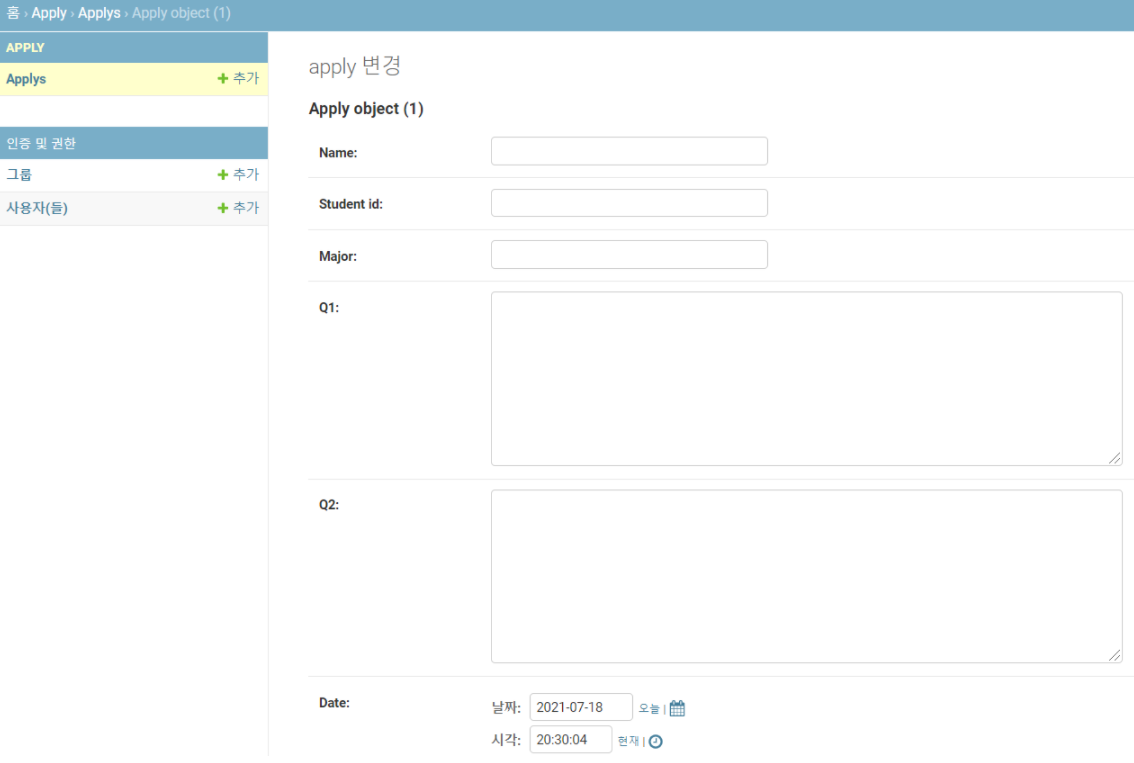 홈 › Apply › Applys › Apply object (1)
APPLY
Applys + 추가
인증 및 권한
그룹 + 추가
사용자(들) + 추가
apply 변경
Apply object (1)
Name:
Student id:
Major:
Q1:
Q2:
Date:
날짜: 2021-07-18 오늘 |
시각: 20:30:04 현재 |